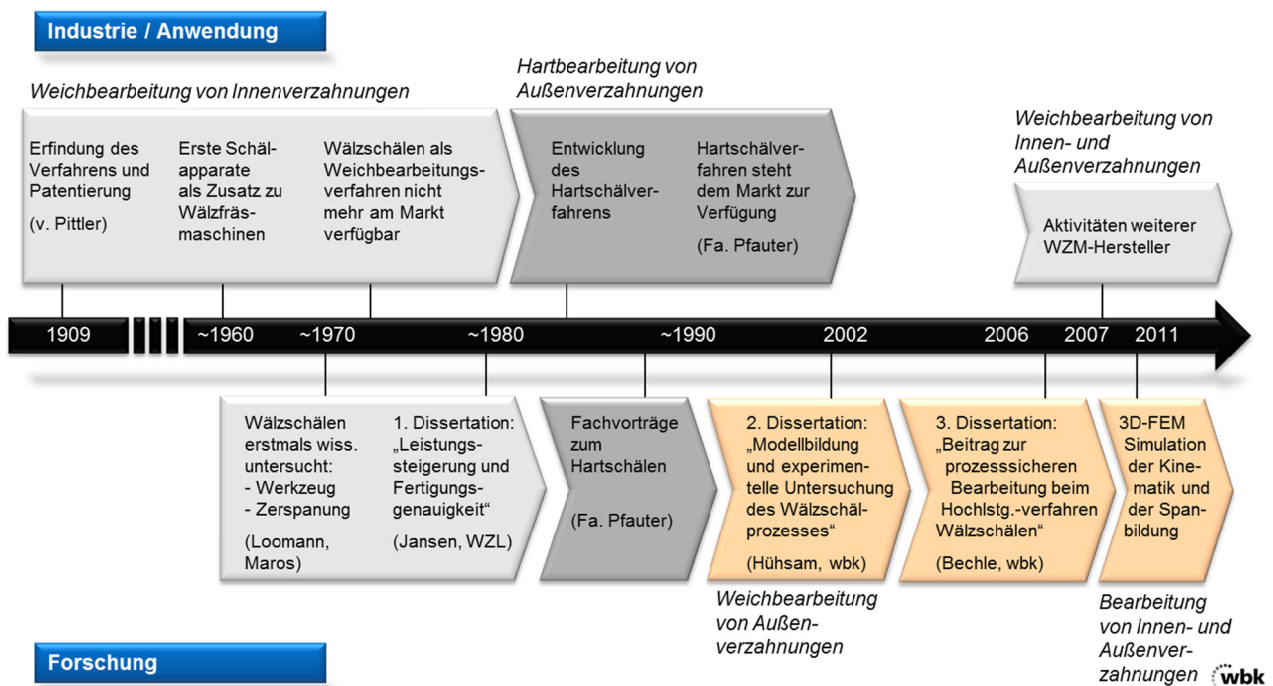 Industrie / Anwendung
Weichbearbeitung von Innenverzahnungen
Erfindung des
Verfahrens und
Patentierung
(v. Pittler)
Erste Schäl-
apparate
als Zusatz zu
Wälzfräs-
maschinen
Wälzschälen als
Weichbearbeitungs-
verfahren nicht
mehr am Markt
verfügbar
Hartbearbeitung von
Außenverzahnungen
Entwicklung
des
Hartschälver-
fahrens
Hartschälver-
fahren steht
dem Markt zur
Verfügung
(Fa. Pfauter)
Weichbearbeitung von
Innen- und
Außenverzahnungen
Aktivitäten weiterer
WZM-Hersteller
1909 ~1960 ~1970 ~1980 ~1990 2002 2006 2007 2011
Wälzschälen
erstmals wiss.
untersucht:
- Werkzeug
- Zerspanung
(Loomann,
Maros)
1. Dissertation:
„Leistungs-
steigerung und
Fertigungs-
genauigkeit“
(Jansen, WZL)
Fachvorträge
zum
Hartschälen
(Fa. Pfauter)
2. Dissertation:
„Modellbildung
und experimen-
telle Untersuchung
des Wälzschäl-
prozesses“
(Hühsam, wbk)
Weichbearbeitung
von Außen-
verzahnungen
3. Dissertation:
„Beitrag zur
prozesssicheren
Bearbeitung beim
Hochlstg.-verfahren
Wälzschälen“
(Bechle, wbk)
3D-FEM
Simulation
der Kine-
matik und
der Span-
bildung
Bearbeitung
von Innen- und
Außenver-
zahnungen
Forschung
wbk